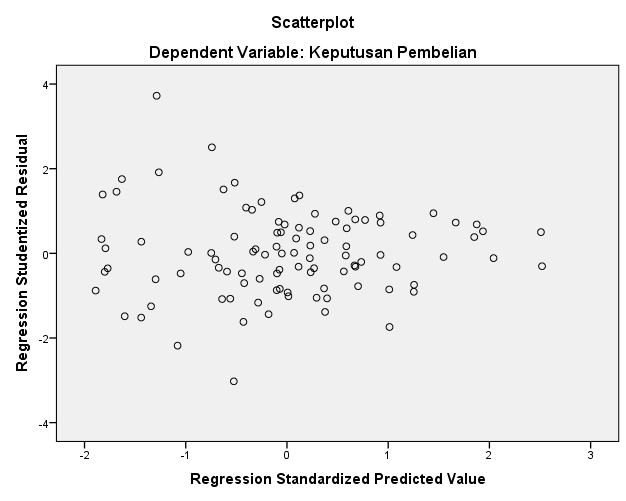 Scatterplot
Dependent Variable: Keputusan Pembelian
Regression Studentized Residual
4
2
0
-2
-4
-2
-1
0
1
2
3
Regression Standardized Predicted Value